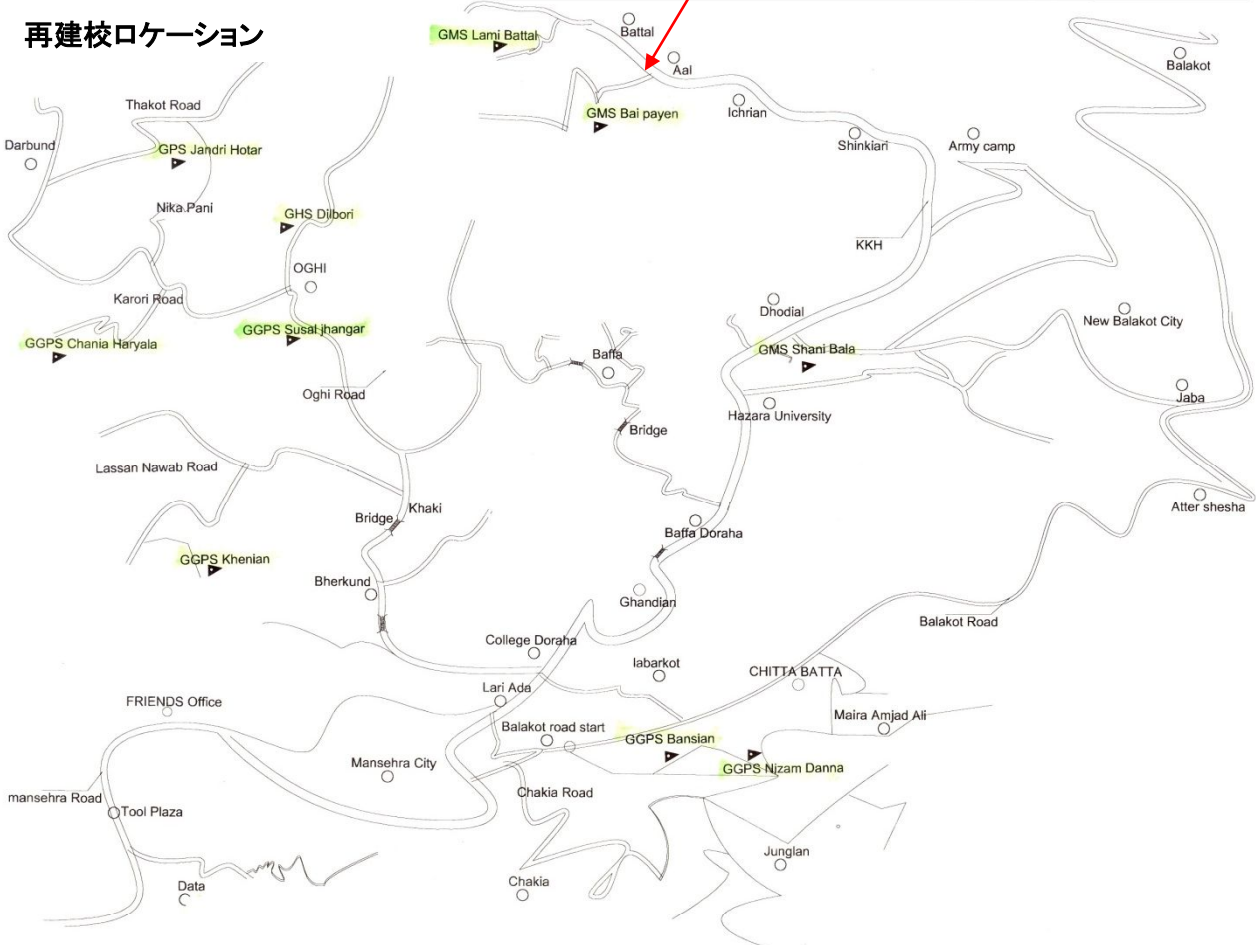 再建校ロケーション
GMS Lami Battal
Battal
Aal
Balakot
Thakot Road
GMS Bai payen
Ichrian
Darbund
GPS Jandri Hotar
Shinkiari
Army camp
Nika Pani
GHS Dilbori
KKH
OGHI
Karori Road
Dhodial
New Balakot City
GGPS Chania Haryala
GGPS Susal jhangar
GMS Shani Bala
Baffa
Oghi Road
Jaba
Hazara University
Bridge
Lassan Nawab Road
Khaki
Atter shesha
Bridge
Baffa Doraha
GGPS Khenian
Bherkund
Ghandian
Balakot Road
College Doraha
labarkot
CHITTA BATTA
Lari Ada
FRIENDS Office
Maira Amjad Ali
Balakot road start
GGPS Bansian
Mansehra City
GGPS Nizam Danna
mansehra Road
Chakia Road
Tool Plaza
Junglan
Data
Chakia